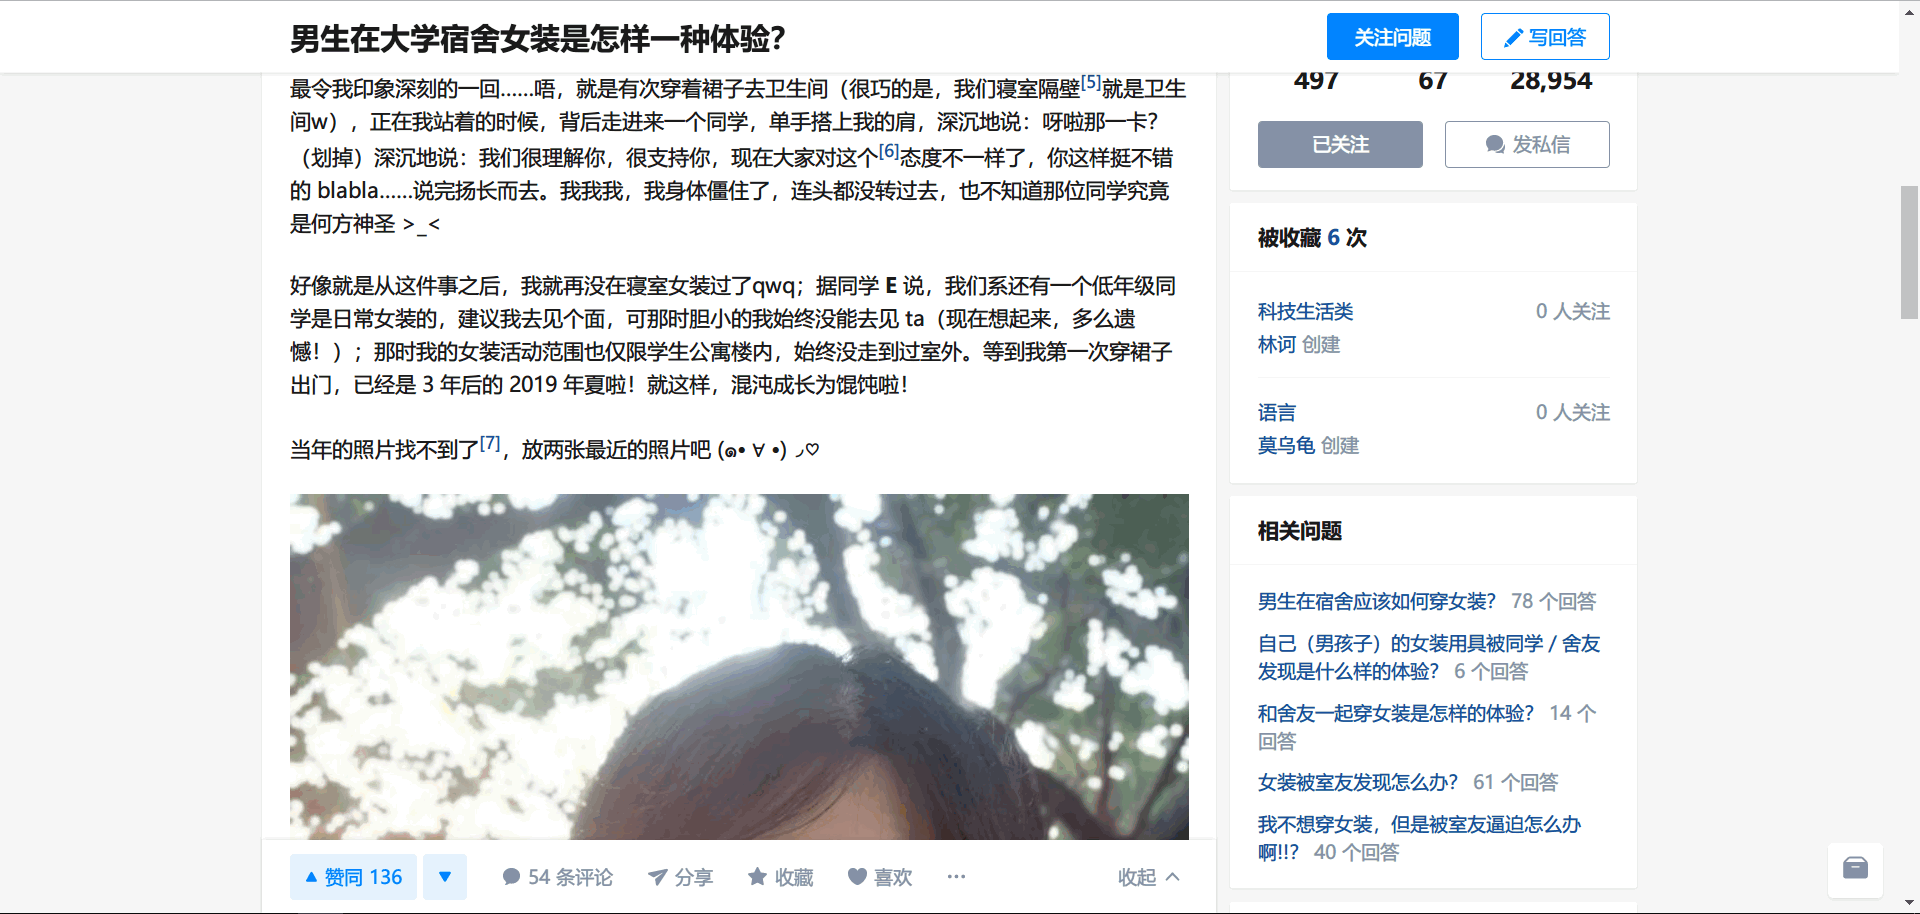 男生在大学宿舍女装是怎样一种体验?
关注问题
写回答
最令我印象深刻的一回......唔，就是有次穿着裙子去卫生间（很巧的是，我们寝室隔壁[5]就是卫生
间w），正在我站着的时候，背后走进来一个同学，单手搭上我的肩，深沉地说：呀啦那一卡？
（划掉）深沉地说：我们很理解你，很支持你，现在大家对这个[6]态度不一样了，你这样挺不错
的 blabla......说完扬长而去。我我我，我身体僵住了，连头都没转过去，也不知道那位同学究竟
是何方神圣 >_<
好像就是从这件事之后，我就再没在寝室女装过了qwq；据同学 E 说，我们系还有一个低年级同
学是日常女装的，建议我去见个面，可那时胆小的我始终没能去见 ta（现在想起来，多么遗
憾！）；那时我的女装活动范围也仅限学生公寓楼内，始终没走到过室外。等到我第一次穿裙子
出门，已经是 3 年后的 2019 年夏啦！就这样，混沌成长为馄饨啦！
当年的照片找不到了[7]，放两张最近的照片吧 (๑• ∀ •) ◞♡
赞同 136
54 条评论
分享
收藏
喜欢
收起
497
67
28,954
已关注
发私信
被收藏 6 次
科技生活类
0 人关注
林诃 创建
语言
0 人关注
莫乌龟 创建
相关问题
男生在宿舍应该如何穿女装？ 78 个回答
自己（男孩子）的女装用具被同学 / 舍友
发现是什么样的体验？ 6 个回答
和舍友一起穿女装是怎样的体验？ 14 个
回答
女装被室友发现怎么办？ 61 个回答
我不想穿女装，但是被室友逼迫怎么办
啊!!? 40 个回答